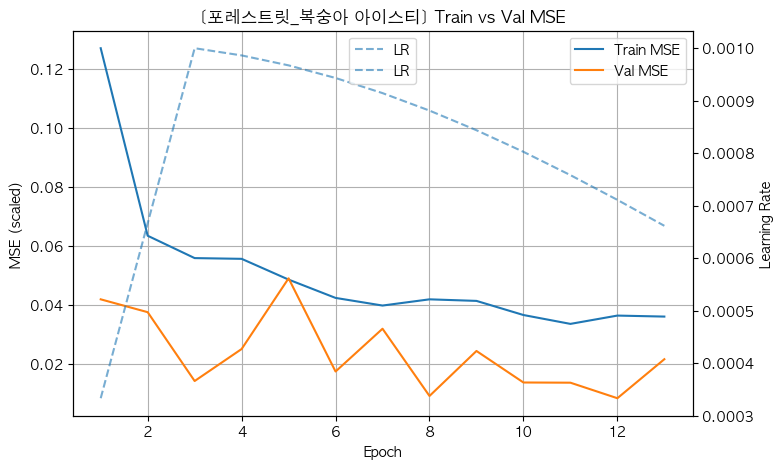 [포레스트릿_복숭아 아이스티] Train vs Val MSE
MSE (scaled)
0.12
0.10
0.08
0.06
0.04
0.02
LR
LR
Train MSE
Val MSE
0.0010
0.0009
0.0008
0.0007
0.0006
0.0005
0.0004
0.0003
Learning Rate
2 4 6 8 10 12
Epoch